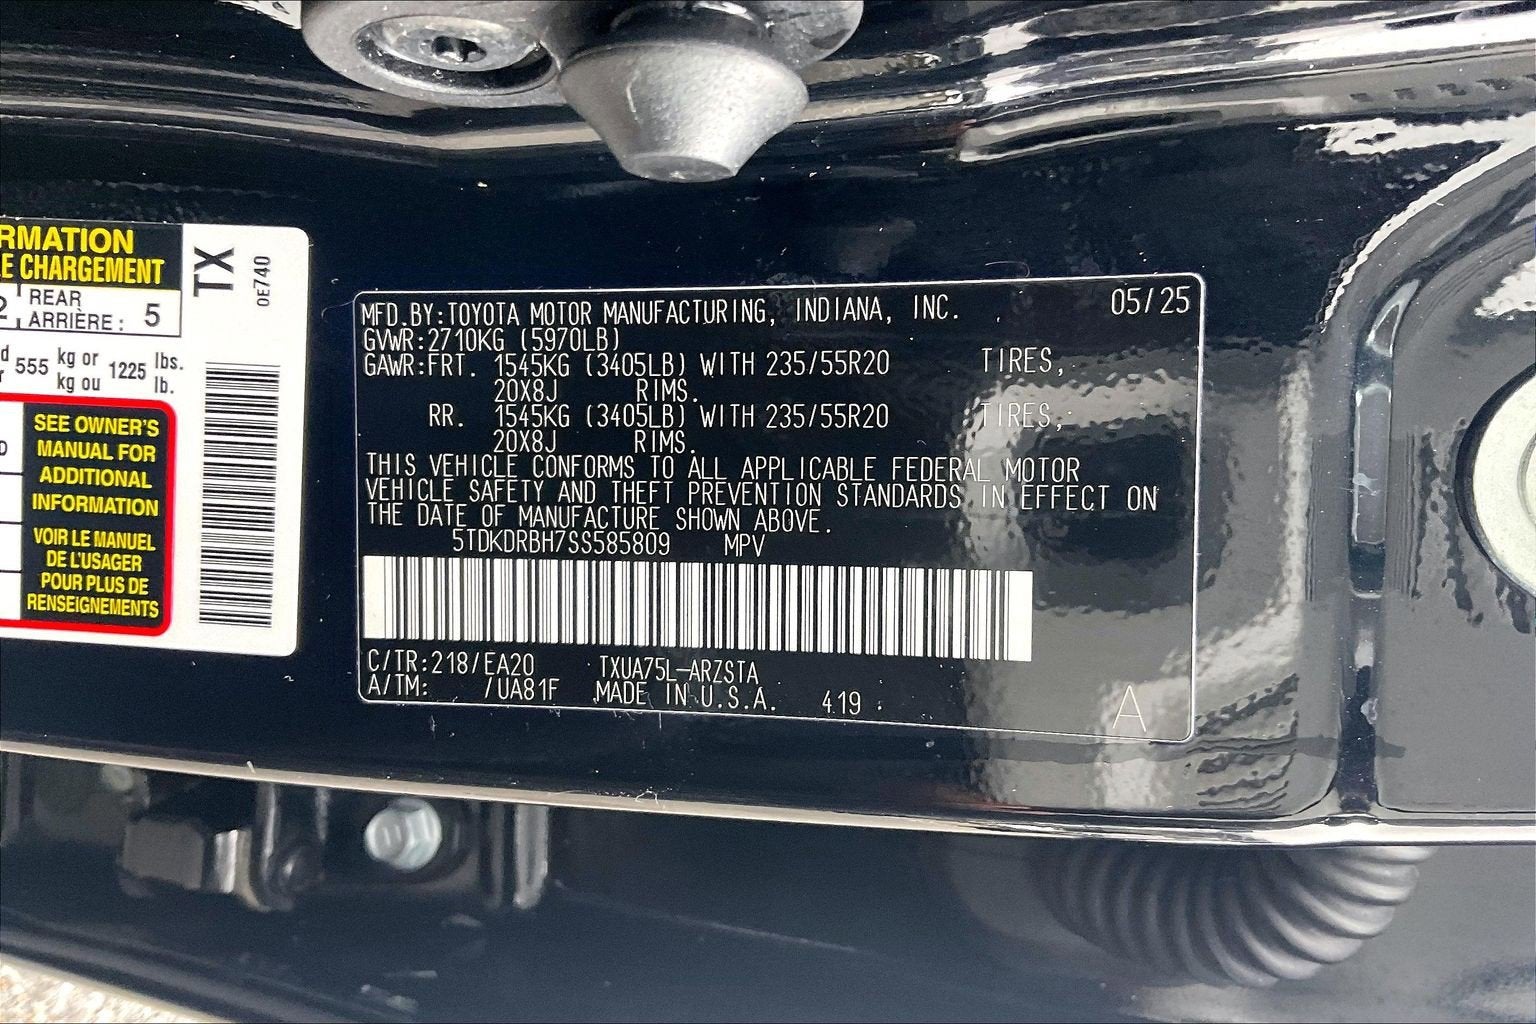 RMATION
E CHARGEMENT
2 REAR
ARRIÈRE : 5
555 kg or 1225 lbs.
kg ou lb.
SEE OWNER'S
MANUAL FOR
ADDITIONAL
INFORMATION
VOIR LE MANUEL
DE L'USAGER
POUR PLUS DE
RENSEIGNEMENTS
TX
0E740
MFD.BY:TOYOTA MOTOR MANUFACTURING, INDIANA, INC. 05/25
GVWR:2710KG (5970LB)
GAWR:FRT. 1545KG (3405LB) WITH 235/55R20 TIRES,
20X8J RIMS.
RR. 1545KG (3405LB) WITH 235/55R20 TIRES,
20X8J RIMS.
THIS VEHICLE CONFORMS TO ALL APPLICABLE FEDERAL MOTOR
VEHICLE SAFETY AND THEFT PREVENTION STANDARDS IN EFFECT ON
THE DATE OF MANUFACTURE SHOWN ABOVE.
5TDKDRBH7SS585809 MPV
C/TR:218/EA20 TXUA75L-ARZSTA
A/TM: /UA81F MADE IN U.S.A. 419
A